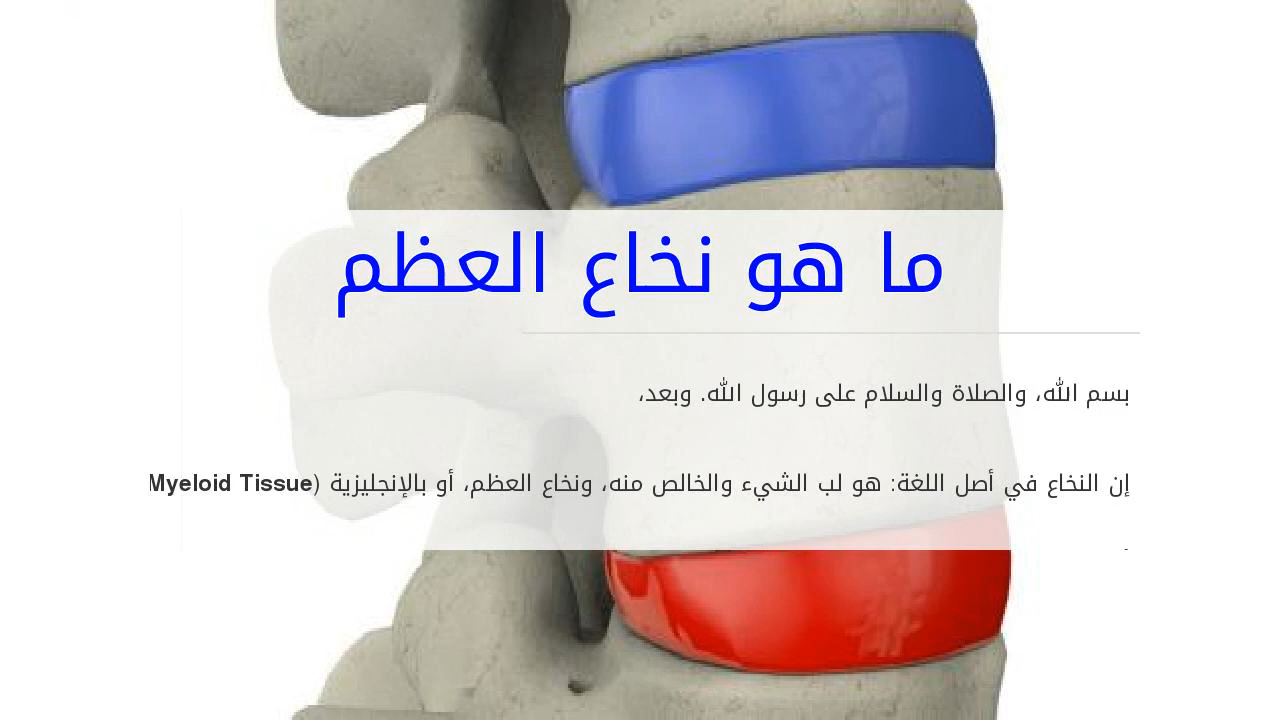 ما هو نخاع العظم
بسم الله، والصلاة والسلام على رسول الله. وبعد،
إن النخاع في أصل اللغة: هو لب الشيء والخالص منه، ونخاع العظم، أو بالإنجليزية (Myeloid Tissue